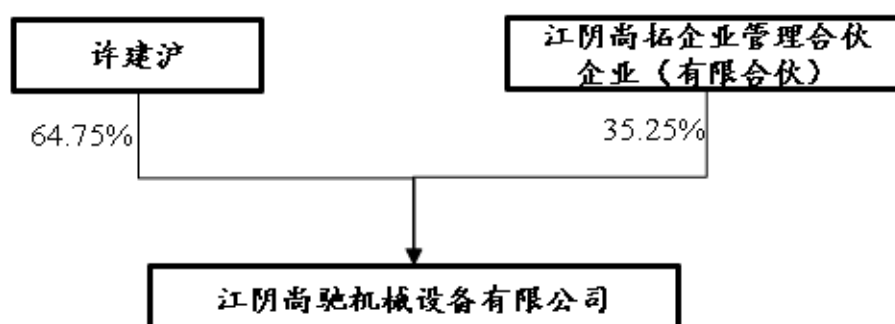 许建沪
江阴尚拓企业管理合伙
企业（有限合伙）
64.75%
35.25%
江阴尚驰机械设备有限公司